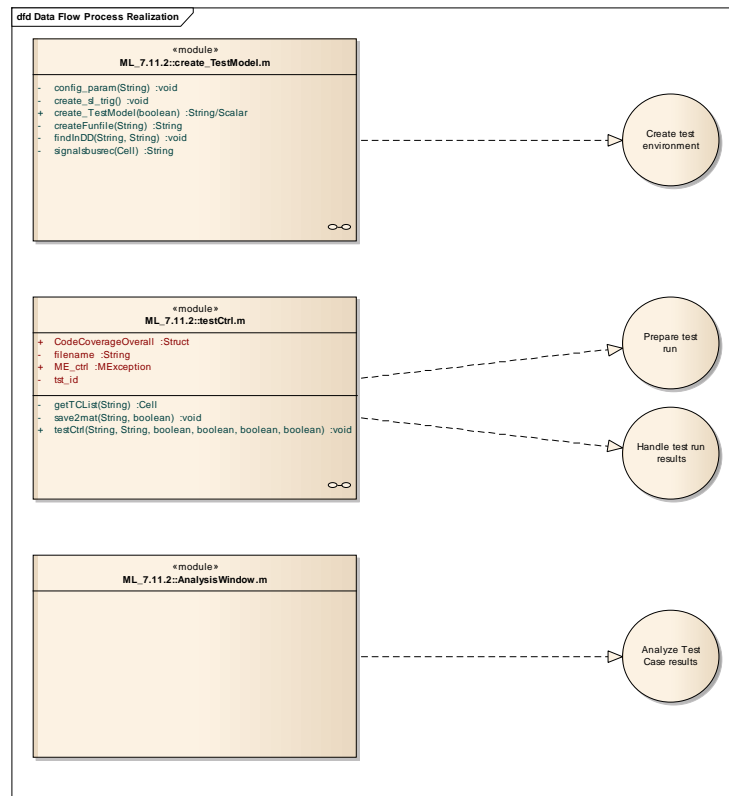 dfd Data Flow Process Realization
«module»
ML_7.11.2::create_TestModel.m
- config_param(String) :void
- create_sl_trig() :void
+ create_TestModel(boolean) :String/Scalar
- createFunfile(String) :String
- findInDD(String, String) :void
- signalsbusrec(Cell) :String
Create test
environment
«module»
ML_7.11.2::testCtrl.m
+ CodeCoverageOverall :Struct
- filename :String
+ ME_ctrl :MException
- tst_id
- getTCList(String) :Cell
- save2mat(String, boolean) :void
+ testCtrl(String, String, boolean, boolean, boolean, boolean) :void
Prepare test
run
Handle test run
results
«module»
ML_7.11.2::AnalysisWindow.m
Analyze Test
Case results